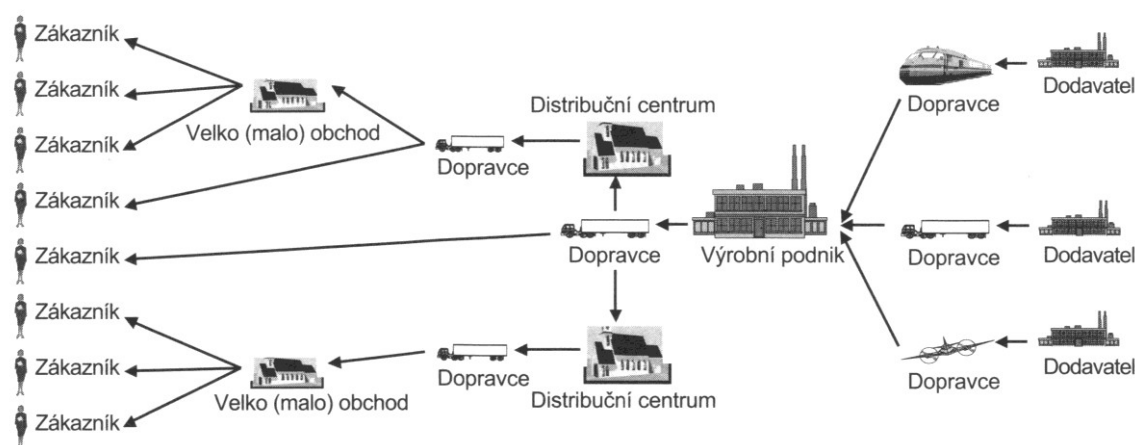 Zákazník
Zákazník
Zákazník
Zákazník
Zákazník
Zákazník
Zákazník
Zákazník
Velko (malo) obchod
Velko (malo) obchod
Dopravce
Dopravce
Distribuční centrum
Dopravce
Distribuční centrum
Výrobní podnik
Dopravce
Dopravce
Dopravce
Dodavatel
Dodavatel
Dodavatel